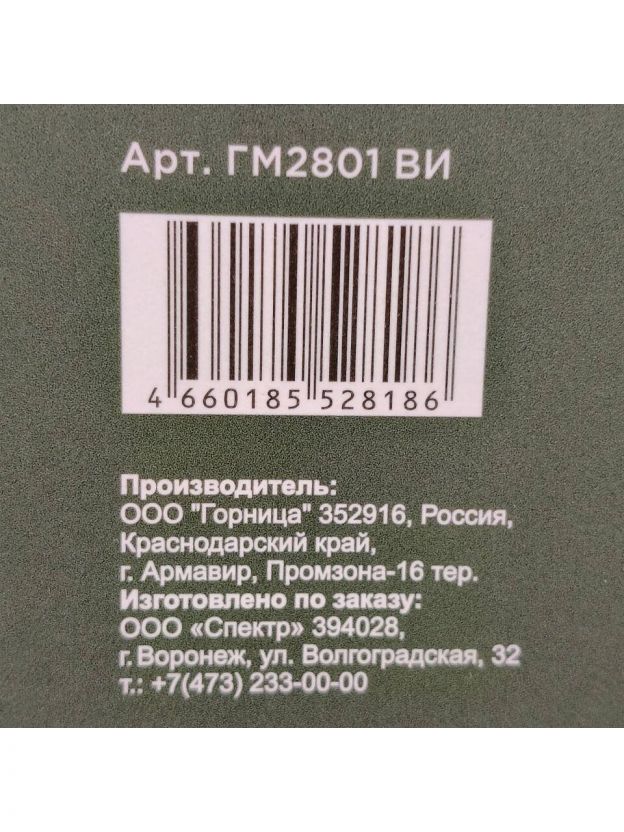 Арт. ГМ2801 ВИ
4 660185 528186
Производитель:
ООО "Горница" 352916, Россия,
Краснодарский край,
г. Армавир, Промзона-16 тер.
Изготовлено по заказу:
ООО «Спектр» 394028,
г. Воронеж, ул. Волгоградская, 32
т.: +7(473) 233-00-00